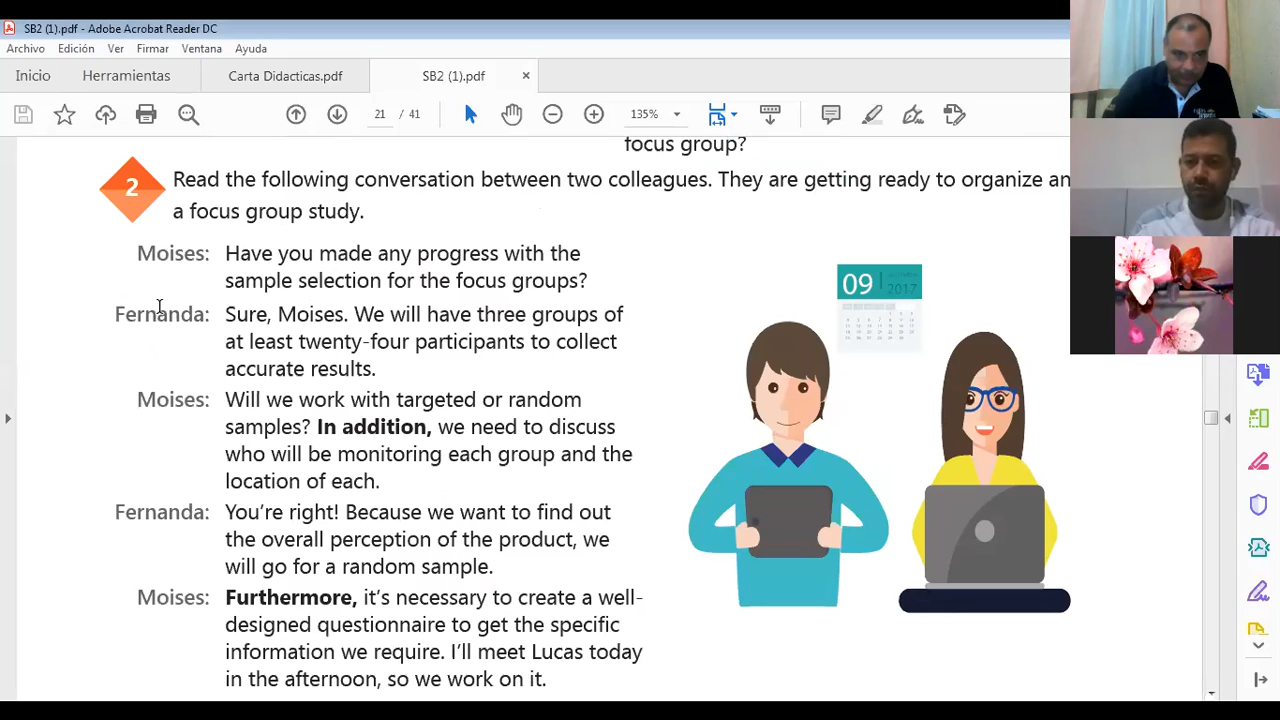 SB2 (1).pdf - Adobe Acrobat Reader DC
Archivo Edición Ver Firmar Ventana Ayuda
Inicio Herramientas Carta Didacticas.pdf SB2 (1).pdf ×
21 / 41 135%
focus group?
2 Read the following conversation between two colleagues. They are getting ready to organize an
a focus group study.
Moises: Have you made any progress with the
sample selection for the focus groups?
Fernanda: Sure, Moises. We will have three groups of
at least twenty-four participants to collect
accurate results.
Moises: Will we work with targeted or random
samples? In addition, we need to discuss
who will be monitoring each group and the
location of each.
Fernanda: You're right! Because we want to find out
the overall perception of the product, we
will go for a random sample.
Moises: Furthermore, it's necessary to create a well-
designed questionnaire to get the specific
information we require. I'll meet Lucas today
in the afternoon, so we work on it.
09
2017